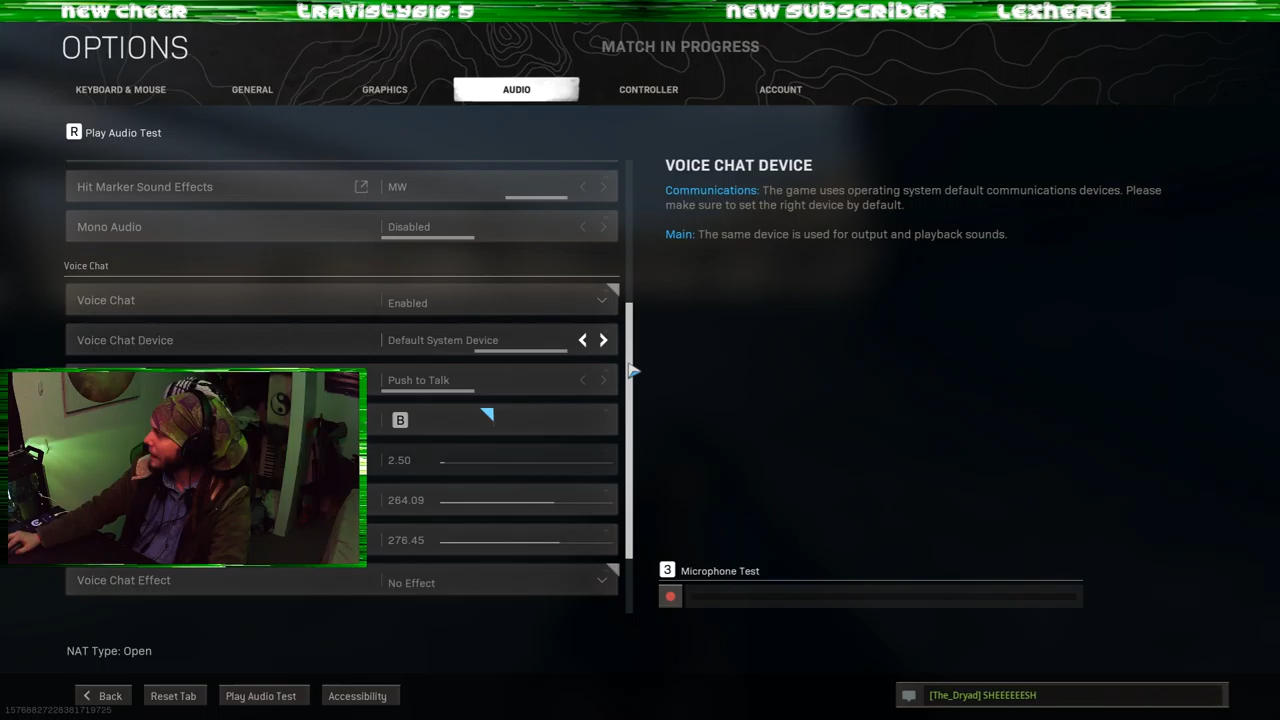 new cheer travistysis 5 new subscriber Lexhead
OPTIONS
MATCH IN PROGRESS
KEYBOARD & MOUSE GENERAL GRAPHICS AUDIO CONTROLLER ACCOUNT
R Play Audio Test
Hit Marker Sound Effects MW
Mono Audio Disabled
Voice Chat
Voice Chat Enabled
Voice Chat Device Default System Device
Push to Talk
B
2.50
264.09
276.45
Voice Chat Effect No Effect
VOICE CHAT DEVICE
Communications: The game uses operating system default communications devices. Please
make sure to set the right device by default.
Main: The same device is used for output and playback sounds.
3 Microphone Test
NAT Type: Open
Back Reset Tab Play Audio Test Accessibility
[The_Dryad] SHEEEEEESH
15768827228381719725